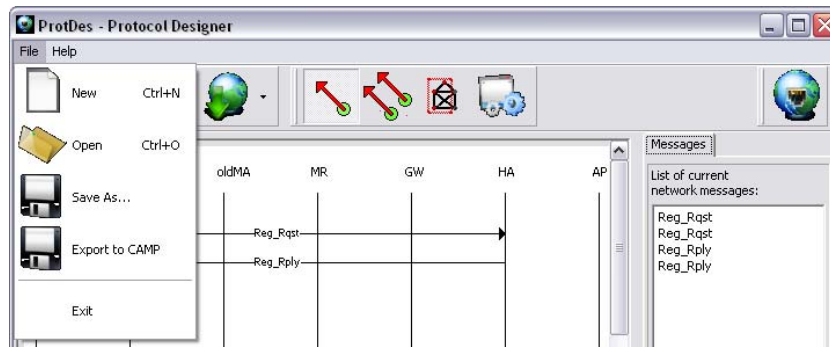 ProtDes - Protocol Designer
File Help
New Ctrl+N
Open Ctrl+O
Save As...
Export to CAMP
Exit
oldMA MR GW HA AP
Reg_Rqst
Reg_Rply
Messages
List of current
network messages:
Reg_Rqst
Reg_Rqst
Reg_Rply
Reg_Rply